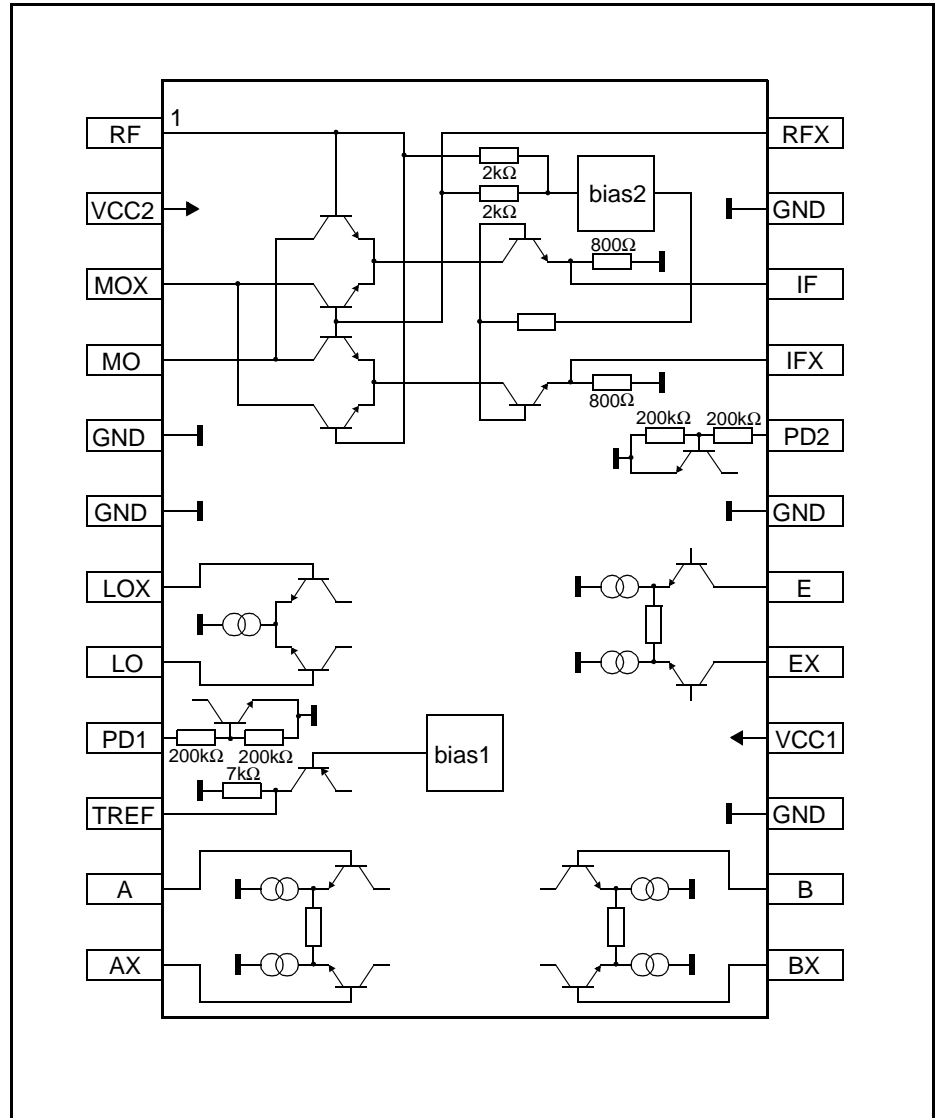 1
RF
RFX
2kΩ
VCC2
2kΩ
bias2
GND
800Ω
MOX
IF
MO
IFX
800Ω
200kΩ
200kΩ
GND
PD2
GND
GND
LOX
E
LO
EX
PD1
VCC1
200kΩ
200kΩ
bias1
7kΩ
TREF
GND
A
B
AX
BX